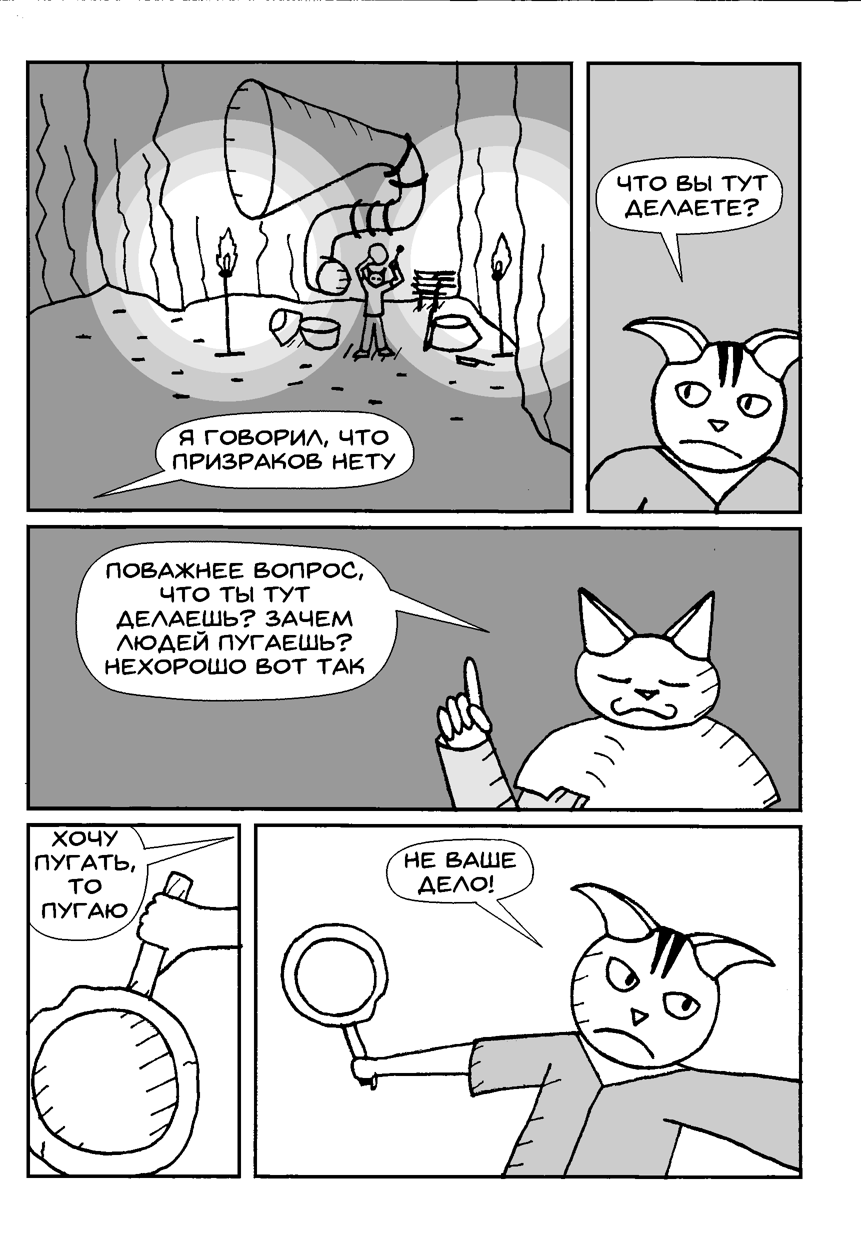 Я ГОВОРИЛ, ЧТО
ПРИЗРАКОВ НЕТУ
ЧТО ВЫ ТУТ
ДЕЛАЕТЕ?
ПОВАЖНЕЕ ВОПРОС,
ЧТО ТЫ ТУТ
ДЕЛАЕШЬ? ЗАЧЕМ
ЛЮДЕЙ ПУГАЕШЬ?
НЕХОРОШО ВОТ ТАК
ХОЧУ
ПУГАТЬ,
ТО
ПУГАЮ
НЕ ВАШЕ
ДЕЛО!